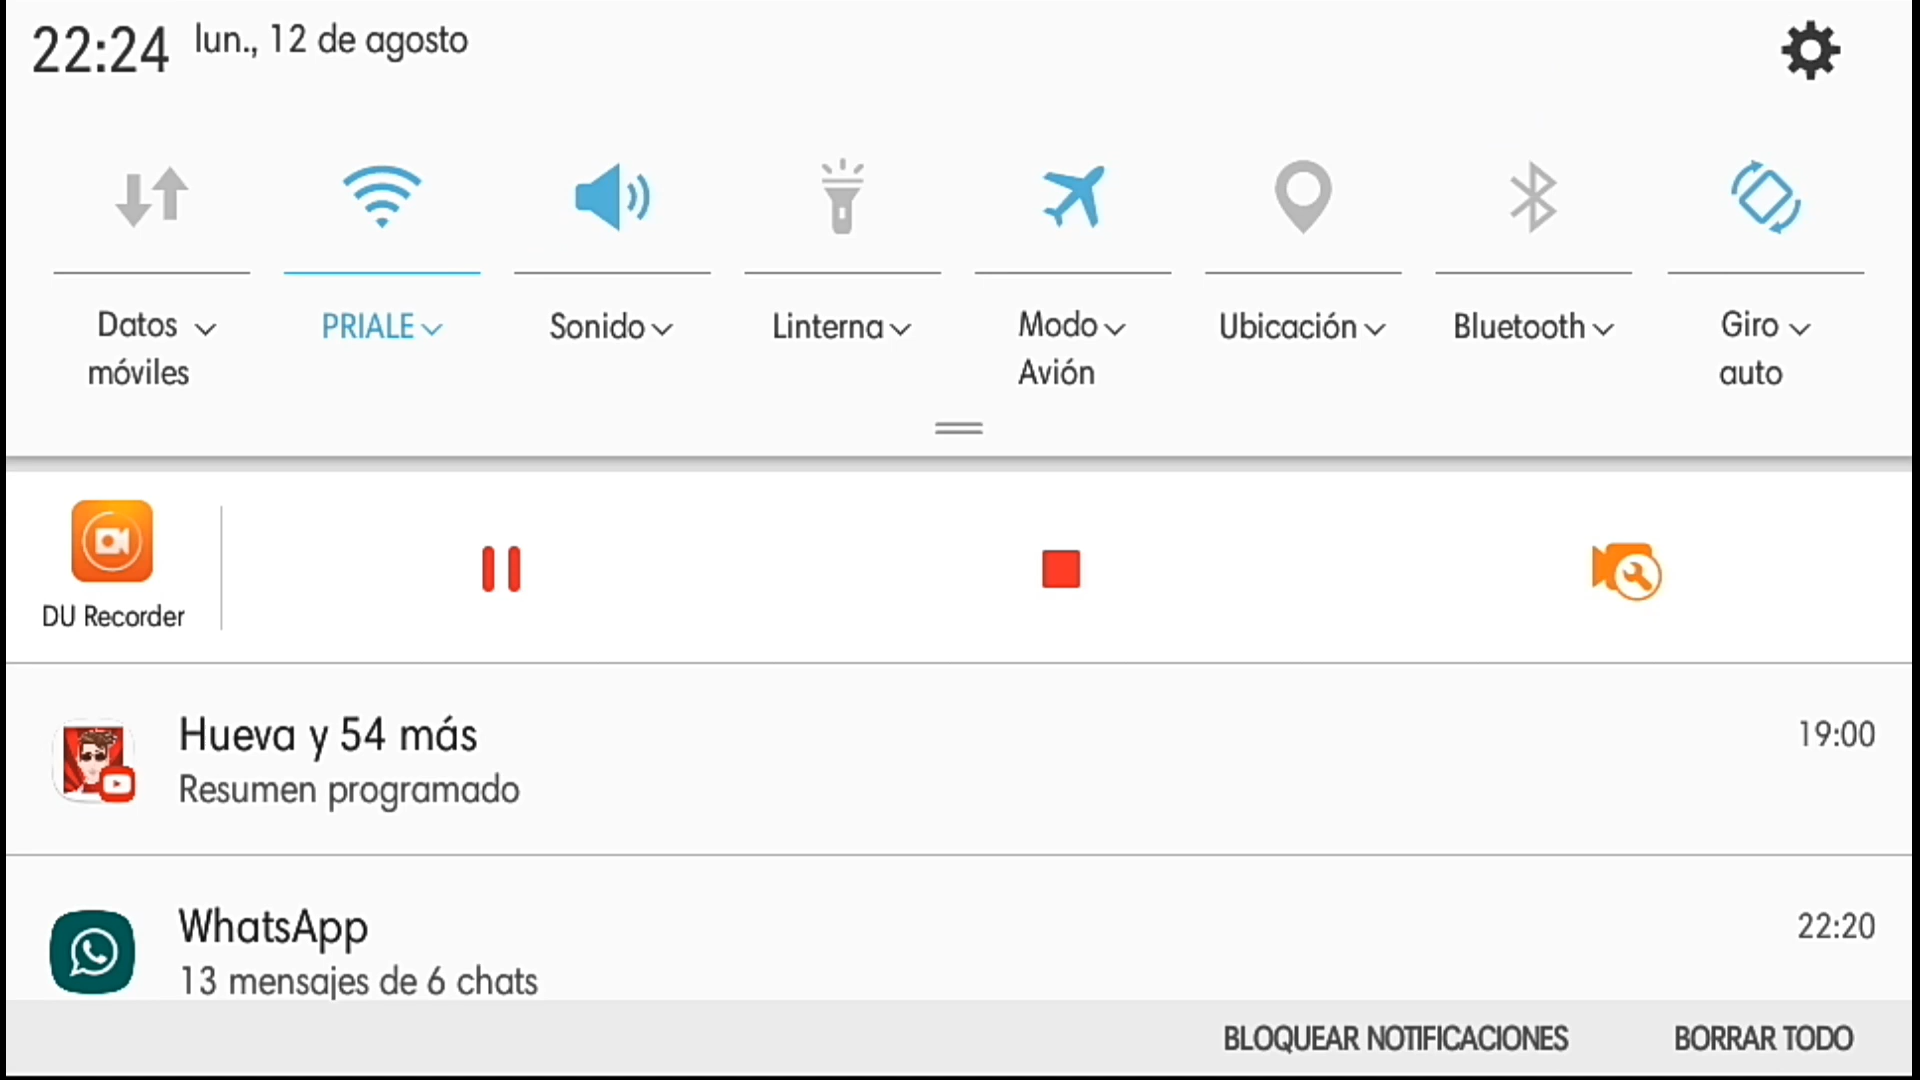 22:24 lun., 12 de agosto
Datos móviles
PRIALE
Sonido
Linterna
Modo Avión
Ubicación
Bluetooth
Giro auto
DU Recorder
Hueva y 54 más
19:00
Resumen programado
WhatsApp
22:20
13 mensajes de 6 chats
BLOQUEAR NOTIFICACIONES
BORRAR TODO